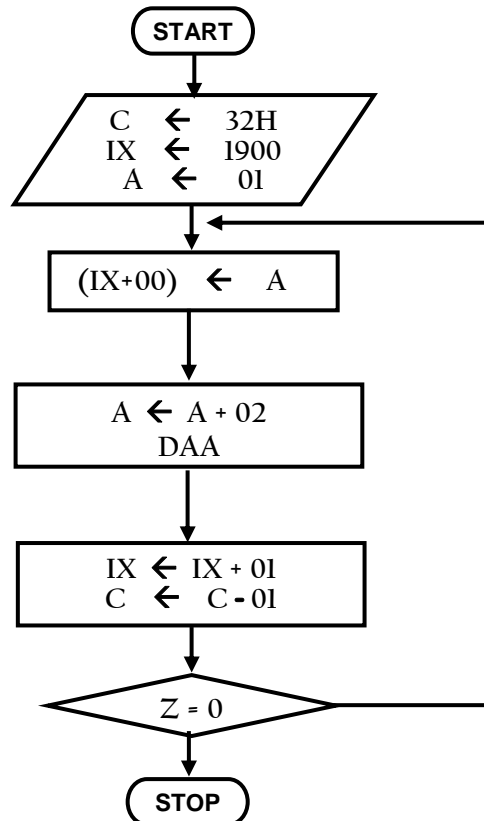 START
C ← 32H
IX ← 1900
A ← 01
(IX+00) ← A
A ← A + 02
DAA
IX ← IX + 01
C ← C - 01
Z = 0
STOP